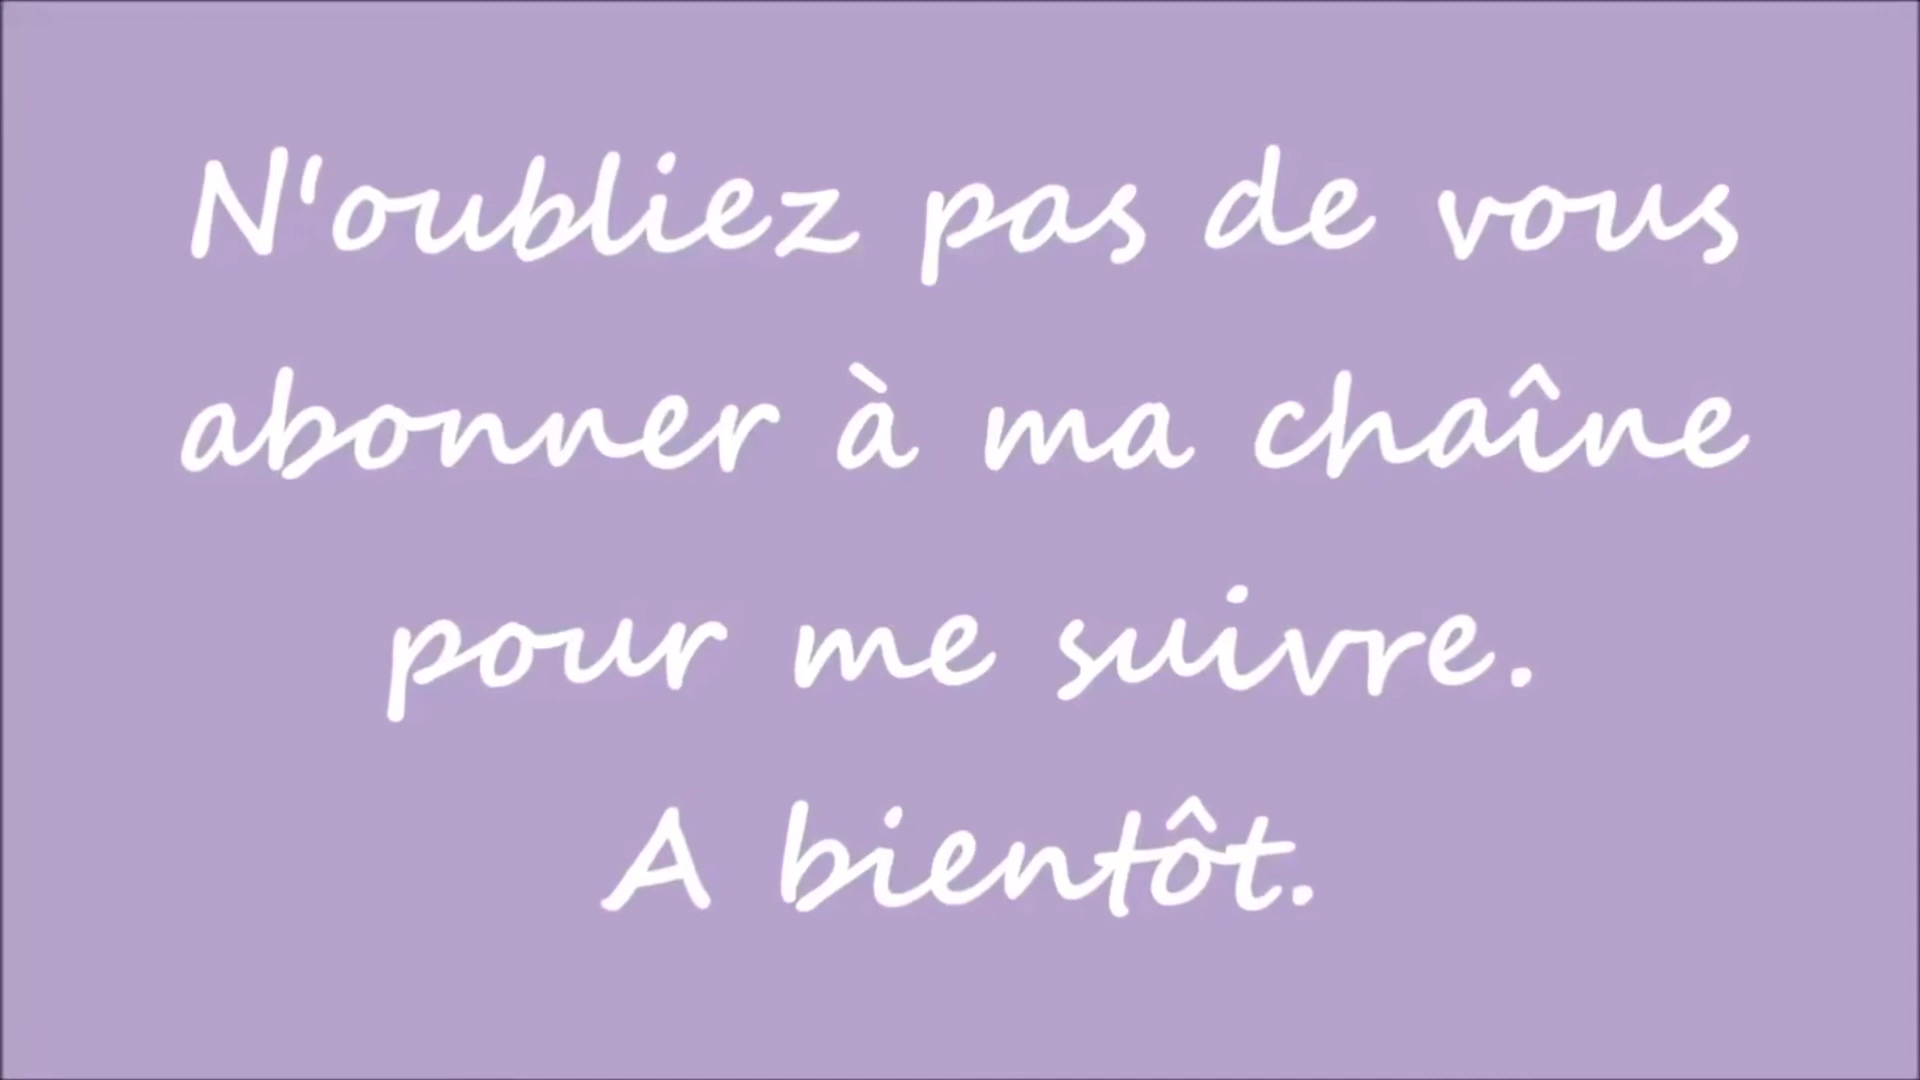 N'oubliez pas de vous
abonner à ma chaîne
pour me suivre.
A bientôt.